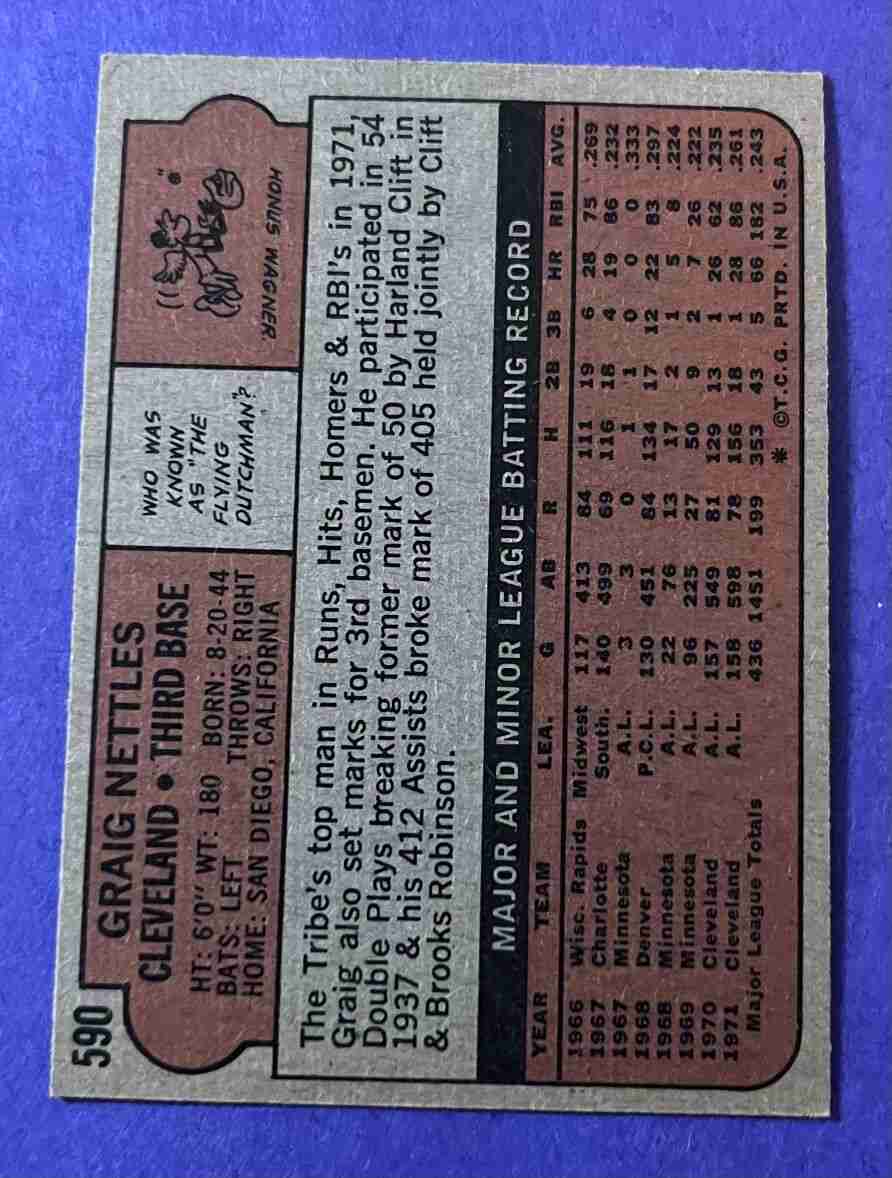 590
GRAIG NETTLES
CLEVELAND • THIRD BASE
HT: 6'0" WT: 180 BORN: 8-20-44
BATS: LEFT THROWS: RIGHT
HOME: SAN DIEGO, CALIFORNIA
WHO WAS
KNOWN
AS "THE
FLYING
DUTCHMAN"?
HONUS WAGNER.
The Tribe's top man in Runs, Hits, Homers & RBI's in 1971,
Graig also set marks for 3rd basemen. He participated in 54
Double Plays breaking former mark of 50 by Harland Clift in
1937 & his 412 Assists broke mark of 405 held jointly by Clift
& Brooks Robinson.
MAJOR AND MINOR LEAGUE BATTING RECORD
YEAR TEAM LEA. G AB R H 2B 3B HR RBI AVG.
1966 Wisc. Rapids Midwest 117 413 84 111 19 6 28 75 .269
1967 Charlotte South. 140 499 69 116 18 4 19 86 .232
1967 Minnesota A.L. 3 3 0 1 1 0 0 0 .333
1968 Denver P.C.L. 130 451 84 134 17 12 22 83 .297
1968 Minnesota A.L. 22 76 13 17 2 1 5 8 .224
1969 Minnesota A.L. 96 225 27 50 9 2 7 26 .222
1970 Cleveland A.L. 157 549 81 129 13 1 26 62 .235
1971 Cleveland A.L. 158 598 78 156 18 1 28 86 .261
Major League Totals 436 1451 199 353 43 5 66 182 .243
* ©T.C.G. PRTD. IN U.S.A.